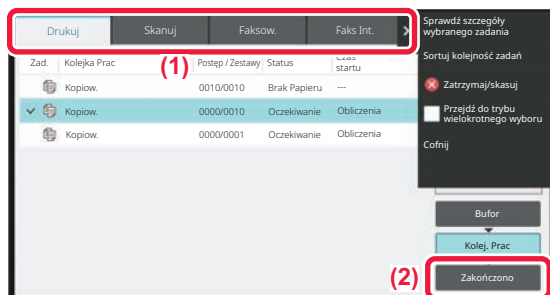 Drukuj Skanuj Faksow. Faks Int.
(1)
Zad. Kolejka Prac Postęp / Zestawy Status Czas startu
Kopiow. 0010/0010 Brak Papieru ---
Kopiow. 0000/0010 Oczekiwanie Obliczenia
Kopiow. 0000/0001 Oczekiwanie Obliczenia
Sprawdź szczegóły
wybranego zadania
Sortuj kolejność zadań
Zatrzymaj/skasuj
Przejdź do trybu
wielokrotnego wyboru
Cofnij
Bufor
Kolej. Prac
(2)
Zakończono